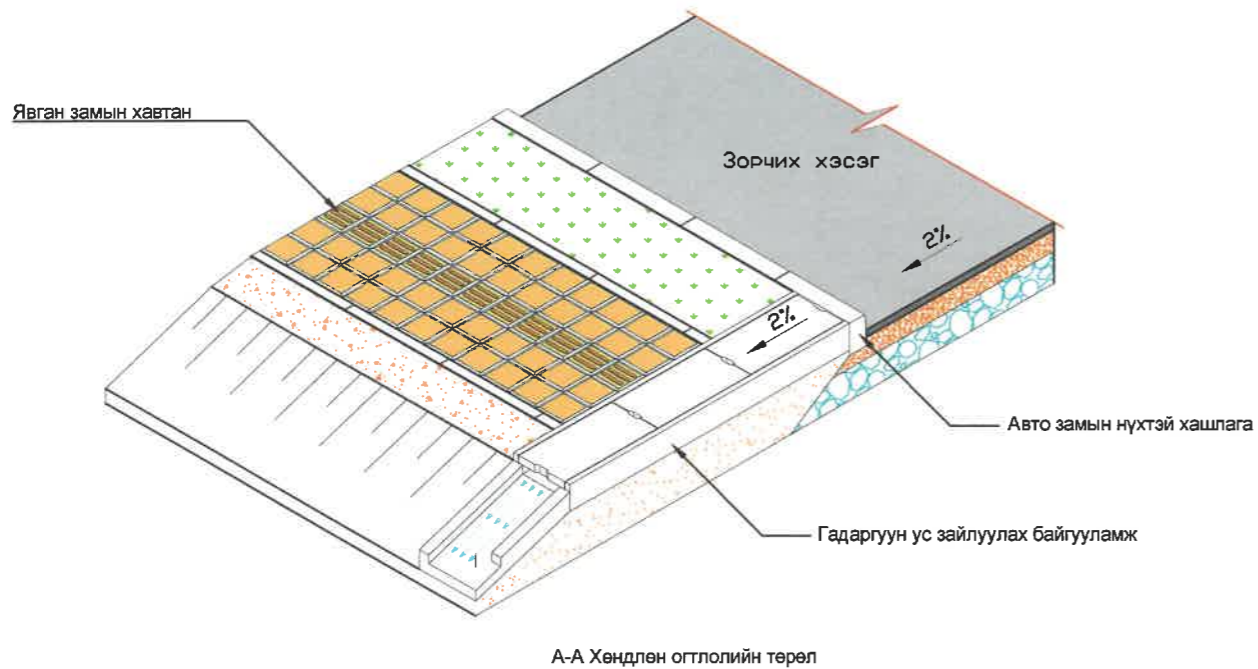 Явган замын хавтан
Зорчих хэсэг
2%
2%
Авто замын нүхтэй хашлага
Гадаргуун ус зайлуулах байгууламж
А-А Хөндлөн огтлолийн төрөл